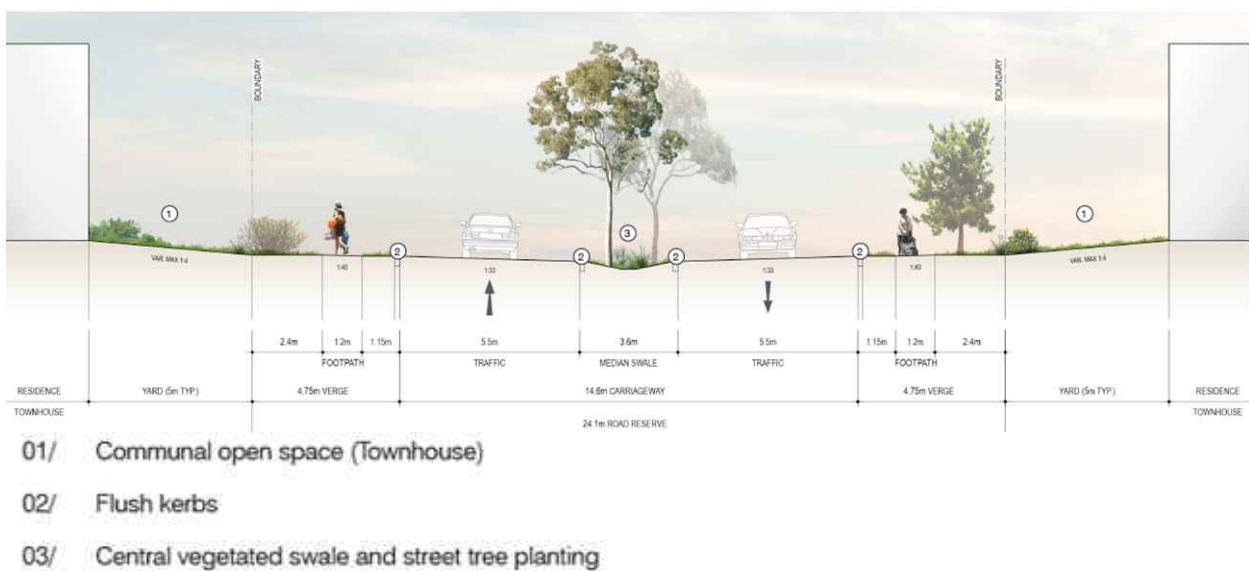 BOUNDARY
BOUNDARY
1
2
2
3
2
2
1
VAR. MAX 1:4
1:40
1:33
1:33
1:40
VAR. MAX 1:4
2.4m 1.2m 1.15m 5.5m 3.6m 5.5m 1.15m 1.2m 2.4m
FOOTPATH TRAFFIC MEDIAN SWALE TRAFFIC FOOTPATH
RESIDENCE YARD (5m TYP.) 4.75m VERGE 14.6m CARRIAGEWAY 4.75m VERGE YARD (5m TYP.) RESIDENCE
TOWNHOUSE 24.1m ROAD RESERVE TOWNHOUSE
01/ Communal open space (Townhouse)
02/ Flush kerbs
03/ Central vegetated swale and street tree planting